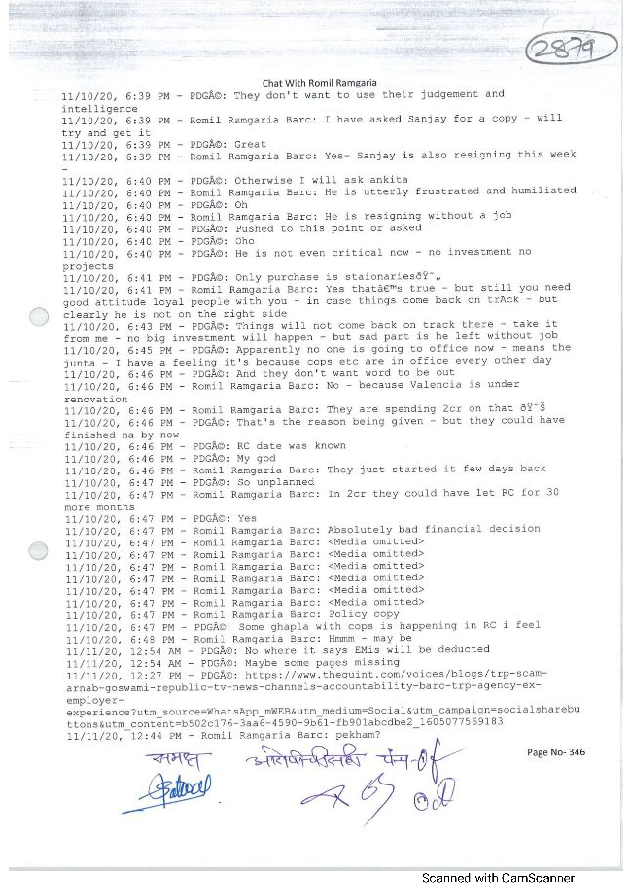 2879
Chat With Romil Ramgaria
11/10/20, 6:39 PM - PDGÂ©: They don't want to use their judgement and
intelligence
11/10/20, 6:39 PM - Romil Ramgaria Barc: I have asked Sanjay for a copy - will
try and get it
11/10/20, 6:39 PM - PDGÂ©: Great
11/10/20, 6:39 PM - Romil Ramgaria Barc: Yes- Sanjay is also resigning this week
-
11/10/20, 6:40 PM - PDGÂ©: Otherwise I will ask ankita
11/10/20, 6:40 PM - Romil Ramgaria Barc: He is utterly frustrated and humiliated
11/10/20, 6:40 PM - PDGÂ©: Oh
11/10/20, 6:40 PM - Romil Ramgaria Barc: He is resigning without a job
11/10/20, 6:40 PM - PDGÂ©: Pushed to this point or asked
11/10/20, 6:40 PM - PDGÂ©: Oho
11/10/20, 6:40 PM - PDGÂ©: He is not even critical now - no investment no
projects
11/10/20, 6:41 PM - PDGÂ©: Only purchase is staionariesðŸ˜„
11/10/20, 6:41 PM - Romil Ramgaria Barc: Yes thatâ€™s true - but still you need
good attitude loyal people with you - in case things come back on trAck - but
clearly he is not on the right side
11/10/20, 6:43 PM - PDGÂ©: Things will not come back on track there - take it
from me - no big investment will happen - but sad part is he left without job
11/10/20, 6:45 PM - PDGÂ©: Apparently no one is going to office now - means the
junta - I have a feeling it's because cops etc are in office every other day
11/10/20, 6:46 PM - PDGÂ©: And they don't want word to be out
11/10/20, 6:46 PM - Romil Ramgaria Barc: No - because Valencia is under
renovation
11/10/20, 6:46 PM - Romil Ramgaria Barc: They are spending 2cr on that ðŸ˜Š
11/10/20, 6:46 PM - PDGÂ©: That's the reason being given - but they could have
finished na by now
11/10/20, 6:46 PM - PDGÂ©: RC date was known
11/10/20, 6:46 PM - PDGÂ©: My god
11/10/20, 6:46 PM - Romil Ramgaria Barc: They just started it few days back
11/10/20, 6:47 PM - PDGÂ©: So unplanned
11/10/20, 6:47 PM - Romil Ramgaria Barc: In 2cr they could have let RC for 30
more months
11/10/20, 6:47 PM - PDGÂ©: Yes
11/10/20, 6:47 PM - Romil Ramgaria Barc: Absolutely bad financial decision
11/10/20, 6:47 PM - Romil Ramgaria Barc: <Media omitted>
11/10/20, 6:47 PM - Romil Ramgaria Barc: <Media omitted>
11/10/20, 6:47 PM - Romil Ramgaria Barc: <Media omitted>
11/10/20, 6:47 PM - Romil Ramgaria Barc: <Media omitted>
11/10/20, 6:47 PM - Romil Ramgaria Barc: <Media omitted>
11/10/20, 6:47 PM - Romil Ramgaria Barc: <Media omitted>
11/10/20, 6:47 PM - Romil Ramgaria Barc: Policy copy
11/10/20, 6:47 PM - PDGÂ©: Some ghapla with cops is happening in RC i feel
11/10/20, 6:48 PM - Romil Ramgaria Barc: Hmmm - may be
11/11/20, 12:54 AM - PDGÂ©: No where it says EMIs will be deducted
11/11/20, 12:54 AM - PDGÂ©: Maybe some pages missing
11/11/20, 12:27 PM - PDGÂ©: https://www.thequint.com/voices/blogs/trp-scam-
arnab-goswami-republic-tv-news-channels-accountability-barc-trp-agency-ex-
employer-
experience?utm_source=WhatsApp_mWEB&utm_medium=Social&utm_campaign=socialsharebu
ttons&utm_content=b502c176-3aa6-4590-9b61-fb901abcdbe2_1605077569183
11/11/20, 12:44 PM - Romil Ramgaria Barc: pekham?
समक्ष
Page No- 346
Scanned with CamScanner